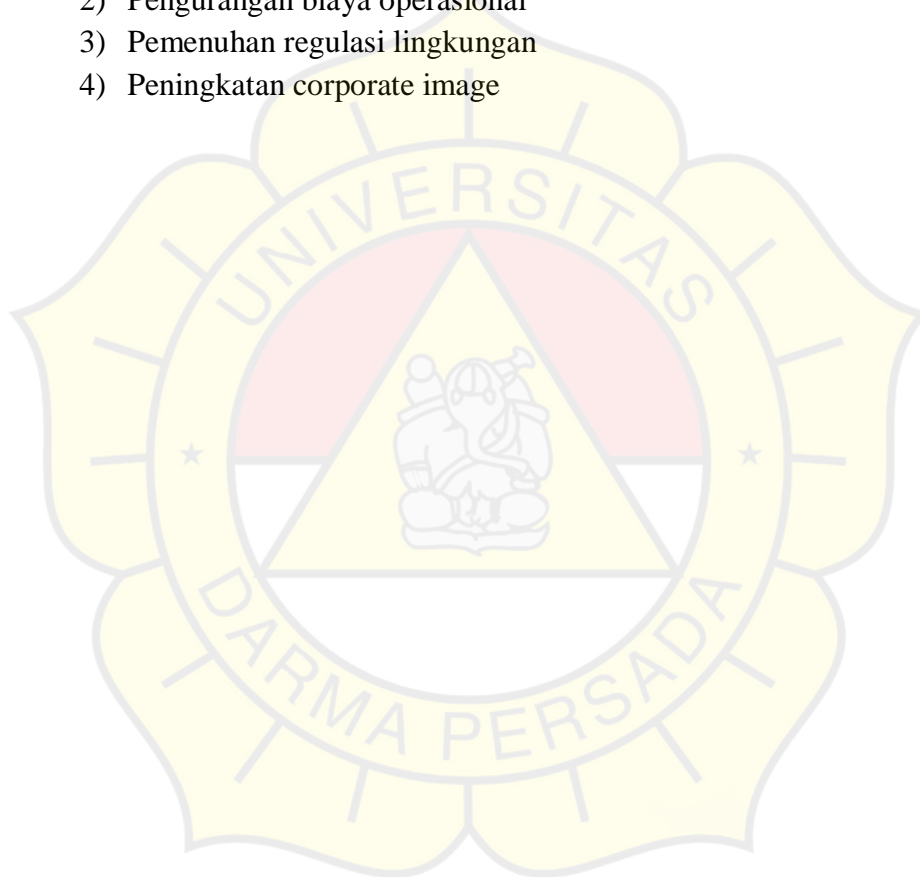 2) Pengurangan biaya operasional
3) Pemenuhan regulasi lingkungan
4) Peningkatan corporate image
UNIVERSITAS
DARMA PERSADA